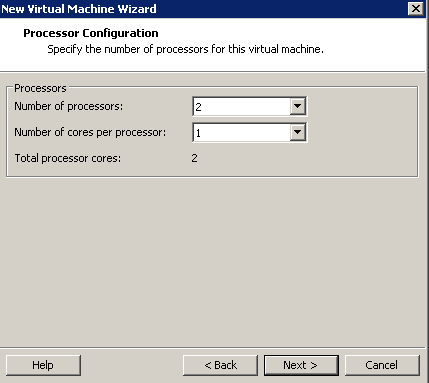 New Virtual Machine Wizard
Processor Configuration
Specify the number of processors for this virtual machine.
Processors
Number of processors: 2
Number of cores per processor: 1
Total processor cores: 2
Help < Back Next > Cancel